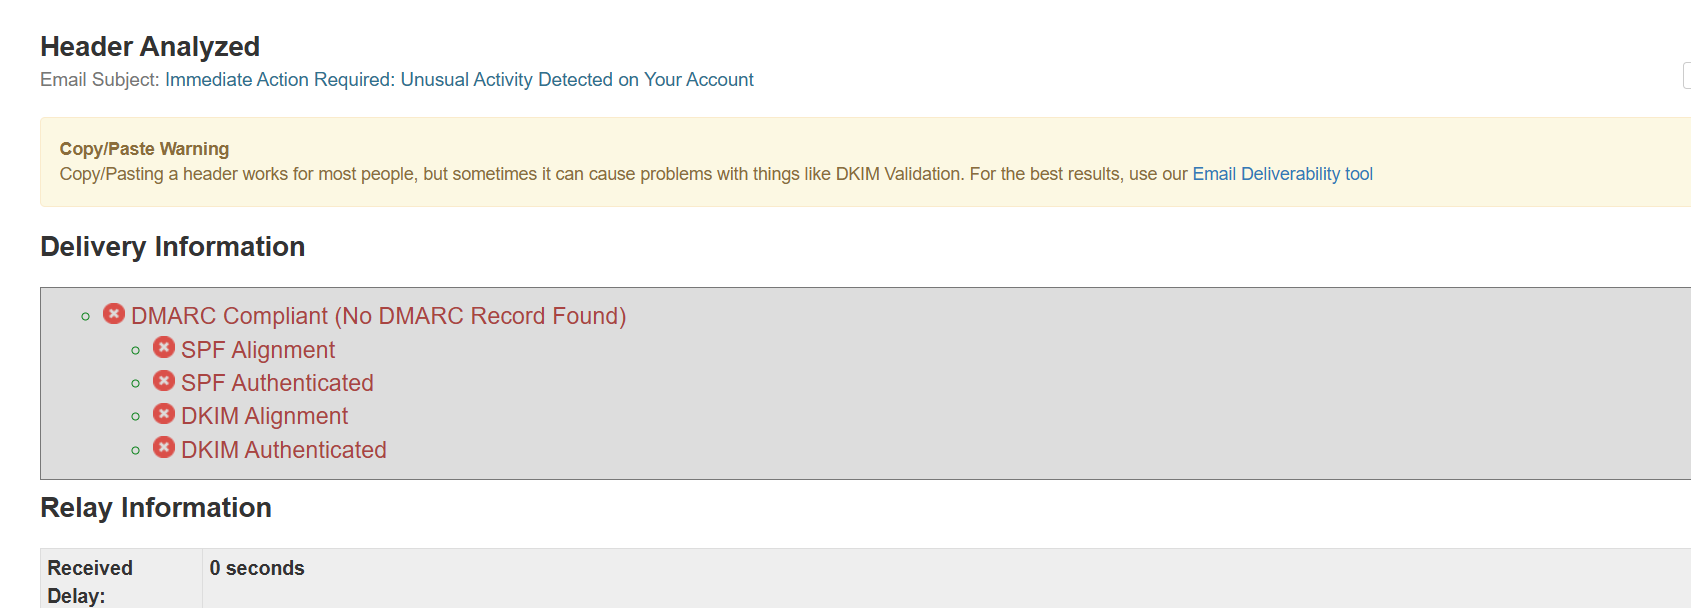 Header Analyzed
Email Subject: Immediate Action Required: Unusual Activity Detected on Your Account
Copy/Paste Warning
Copy/Pasting a header works for most people, but sometimes it can cause problems with things like DKIM Validation. For the best results, use our Email Deliverability tool
Delivery Information
DMARC Compliant (No DMARC Record Found)
SPF Alignment
SPF Authenticated
DKIM Alignment
DKIM Authenticated
Relay Information
Received 0 seconds
Delay: